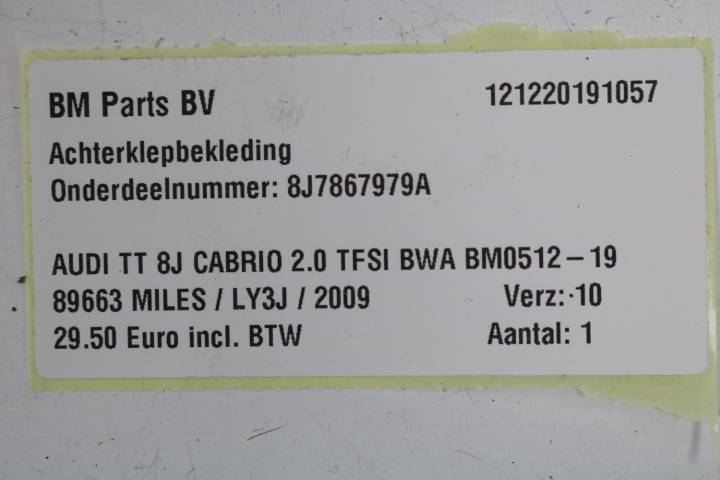 BM Parts BV 121220191057
Achterklepbekleding
Onderdeelnummer: 8J7867979A
AUDI TT 8J CABRIO 2.0 TFSI BWA BM0512-19
89663 MILES / LY3J / 2009 Verz: 10
29.50 Euro incl. BTW Aantal: 1